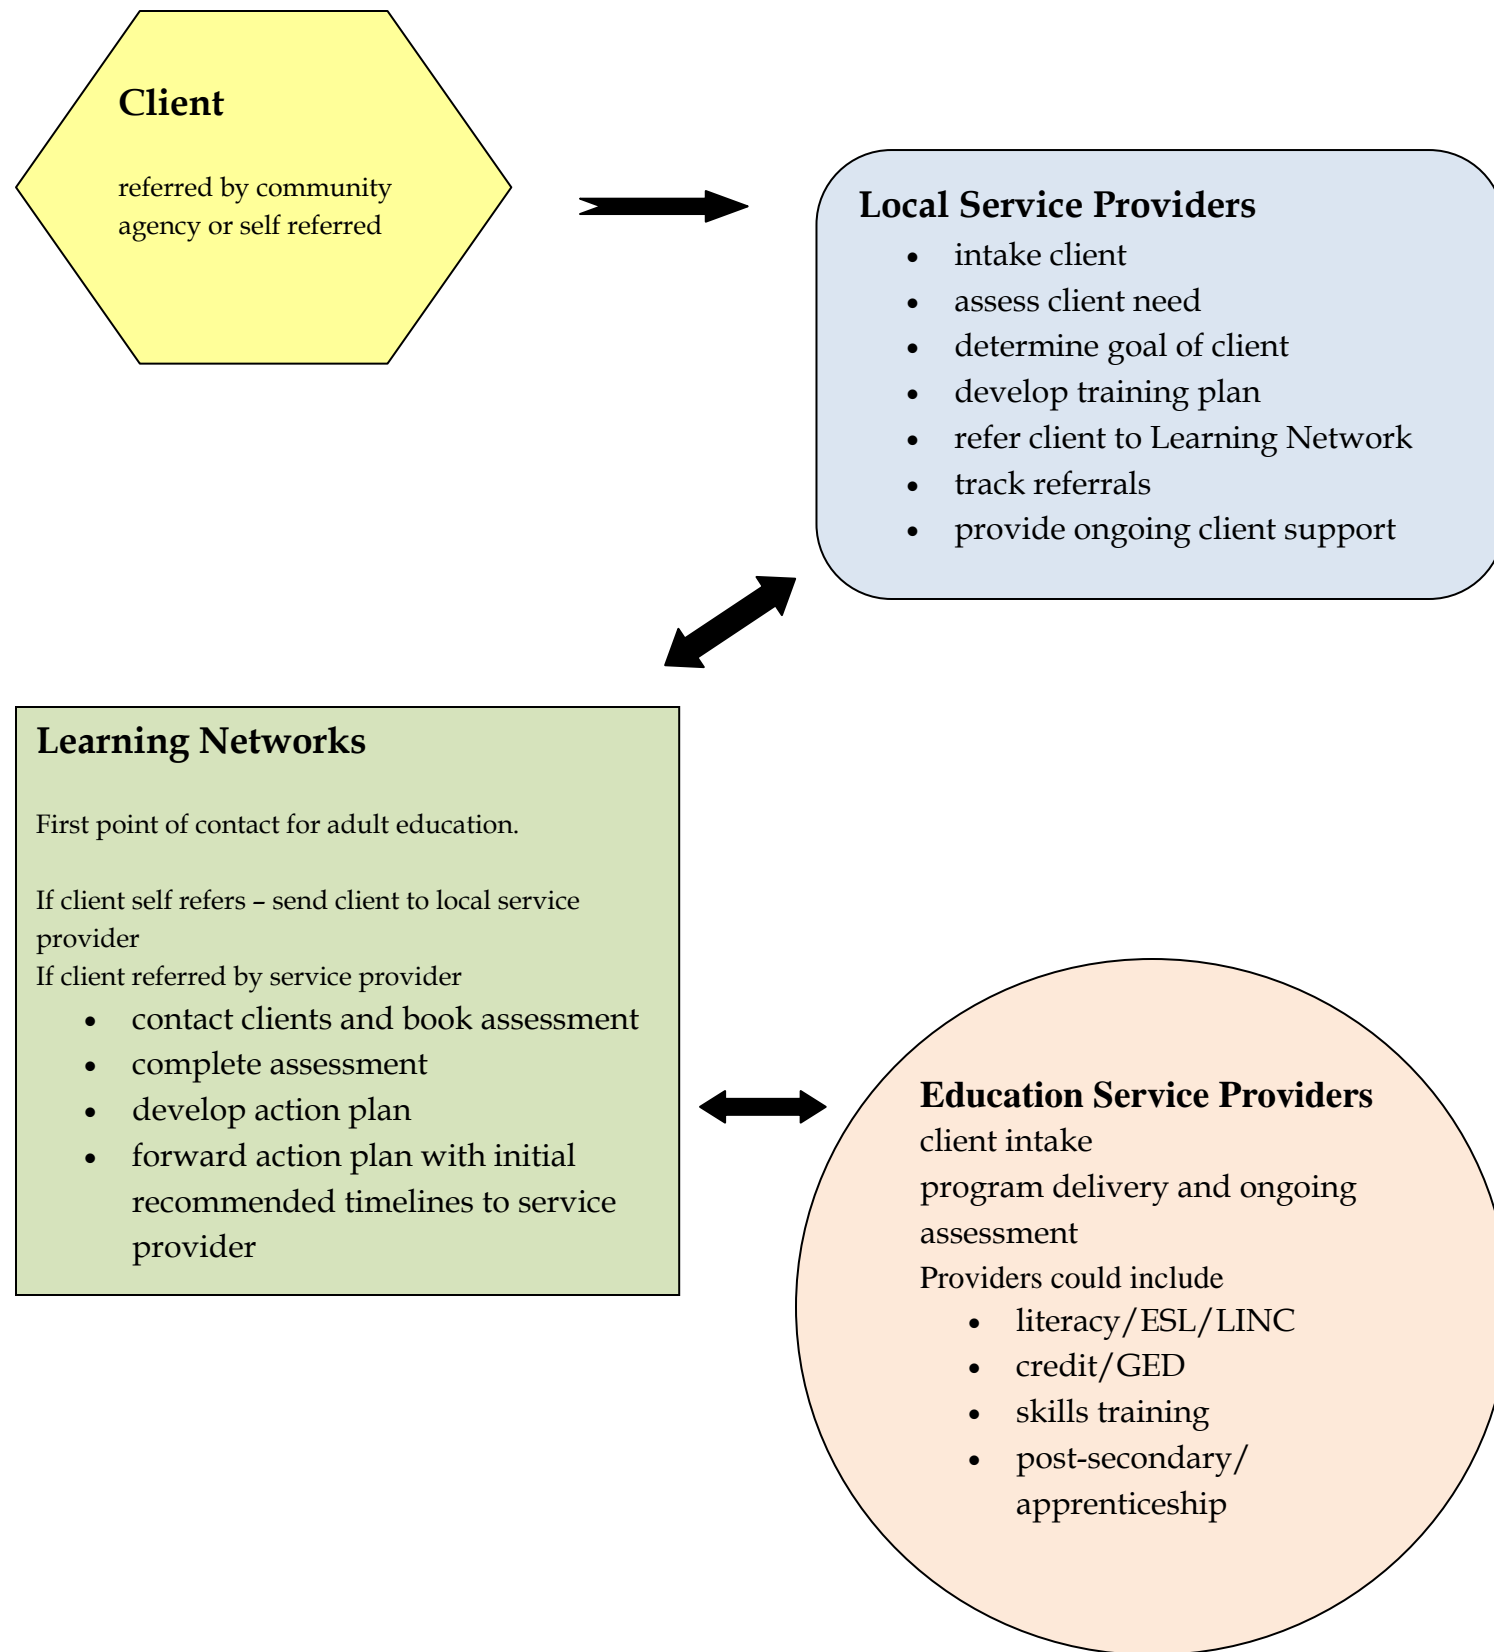 Client
referred by community
agency or self referred
Local Service Providers
• intake client
• assess client need
• determine goal of client
• develop training plan
• refer client to Learning Network
• track referrals
• provide ongoing client support
Learning Networks
First point of contact for adult education.
If client self refers – send client to local service
provider
If client referred by service provider
• contact clients and book assessment
• complete assessment
• develop action plan
• forward action plan with initial
recommended timelines to service
provider
Education Service Providers
client intake
program delivery and ongoing
assessment
Providers could include
• literacy/ESL/LINC
• credit/GED
• skills training
• post-secondary/
apprenticeship